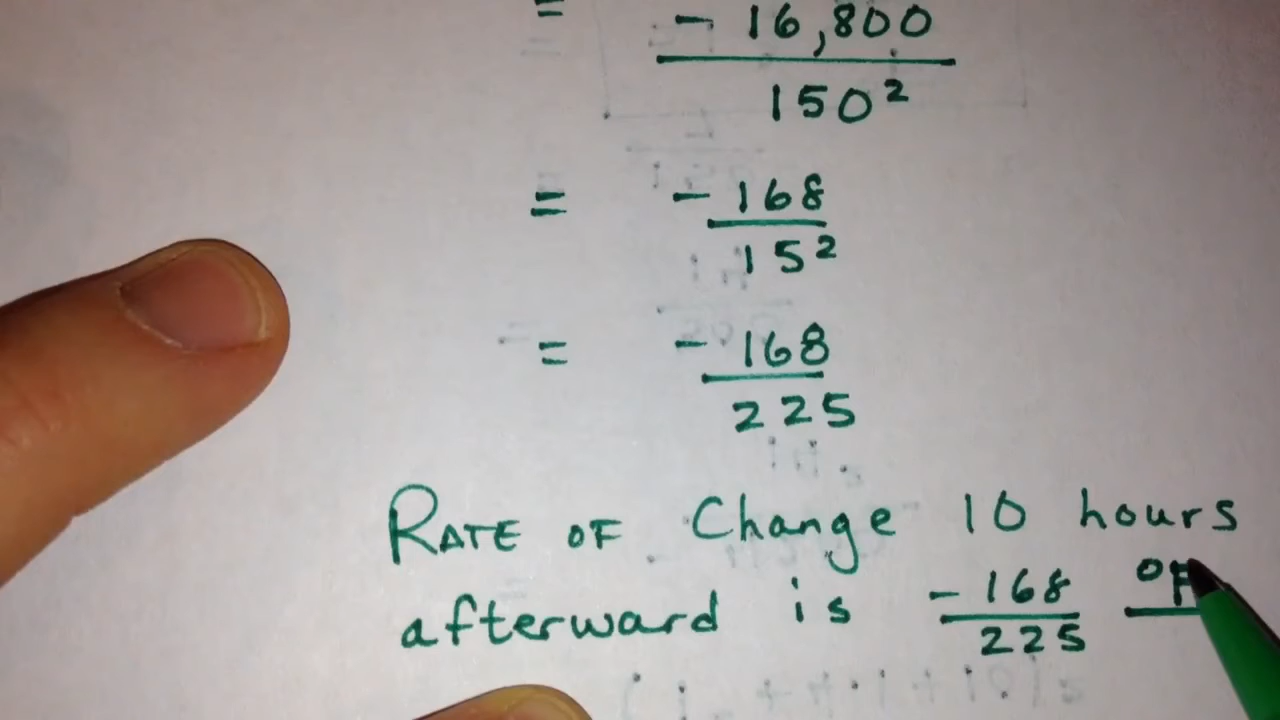 = - 16,800
150²
= - 168
15²
= - 168
225
RATE OF Change 10 hours
afterward is - 168 °F
225